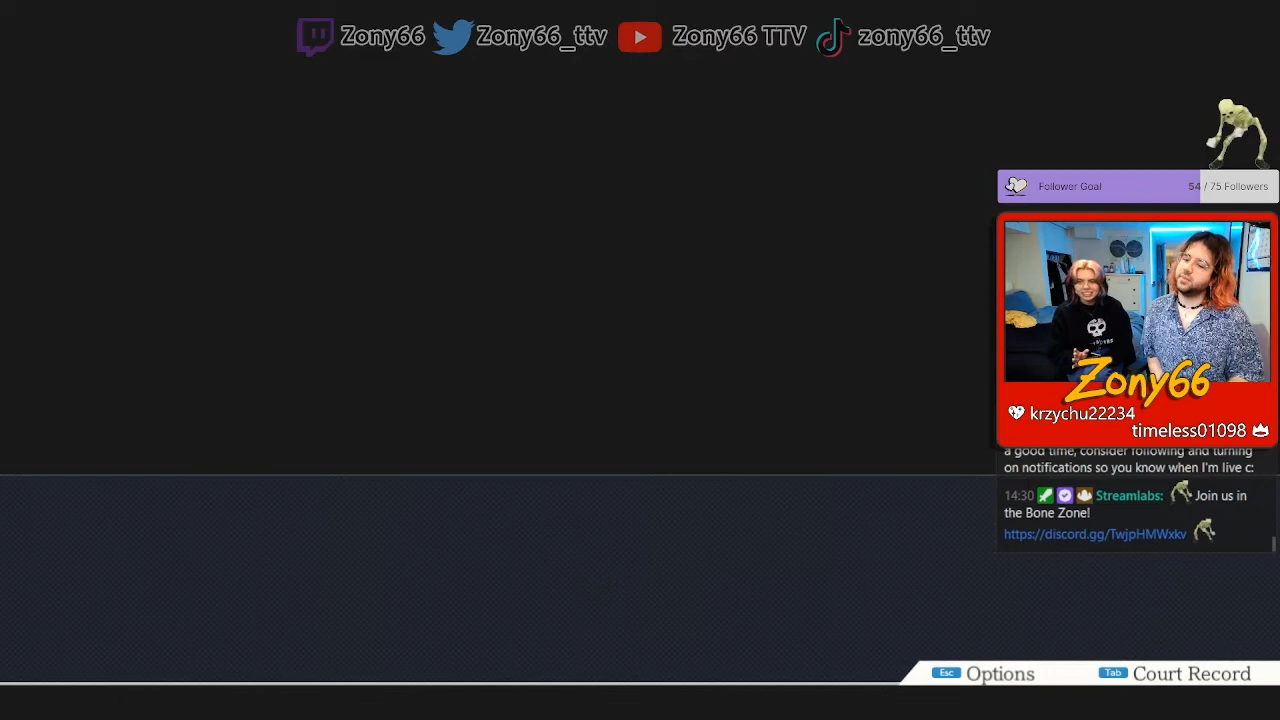 Zony66 Zony66_ttv Zony66 TTV zony66_ttv
Follower Goal 54 / 75 Followers
Zony66
krzychu22234
timeless01098
a good time, consider following and turning
on notifications so you know when I'm live c:
14:30 Streamlabs: Join us in
the Bone Zone!
https://discord.gg/TwjpHMWxkv
Esc Options Tab Court Record